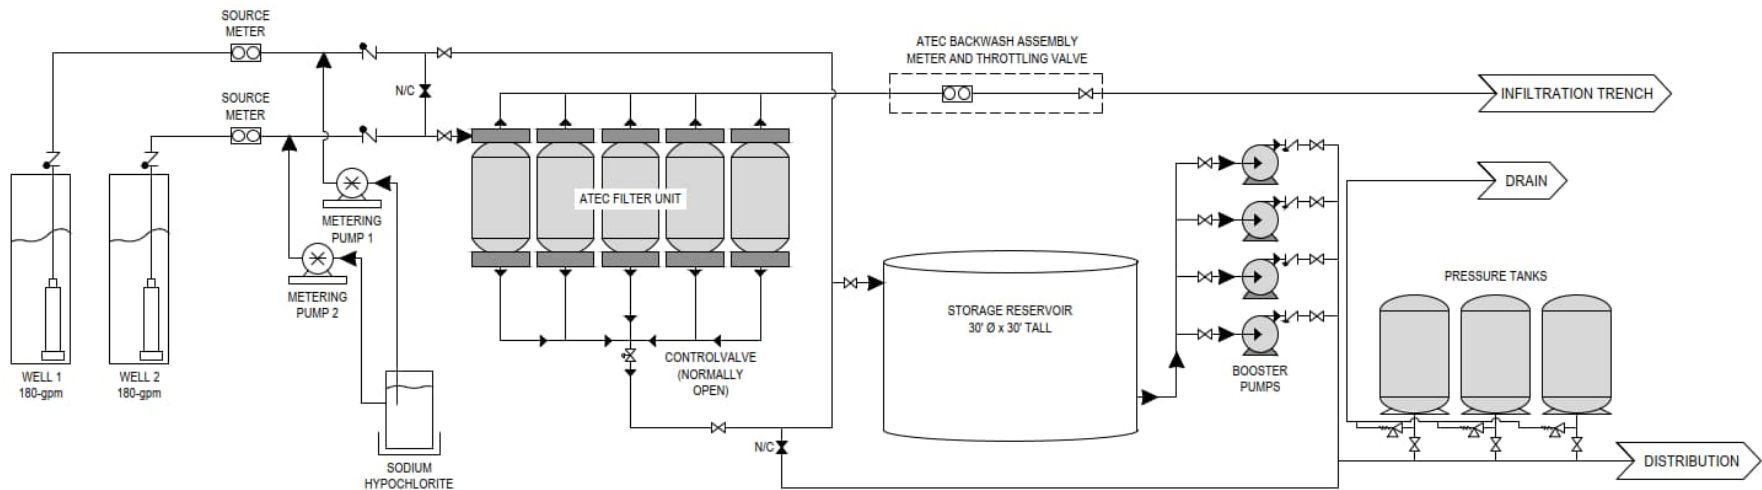 SOURCE
METER
ATEC BACKWASH ASSEMBLY
METER AND THROTTLING VALVE
N/C
INFILTRATION TRENCH
SOURCE
METER
DRAIN
ATEC FILTER UNIT
METERING
PUMP 1
METERING
PUMP 2
PRESSURE TANKS
STORAGE RESERVOIR
30' Ø x 30' TALL
CONTROLVALVE
(NORMALLY
OPEN)
BOOSTER
PUMPS
WELL 1
180-gpm
WELL 2
180-gpm
N/C
DISTRIBUTION
SODIUM
HYPOCHLORITE